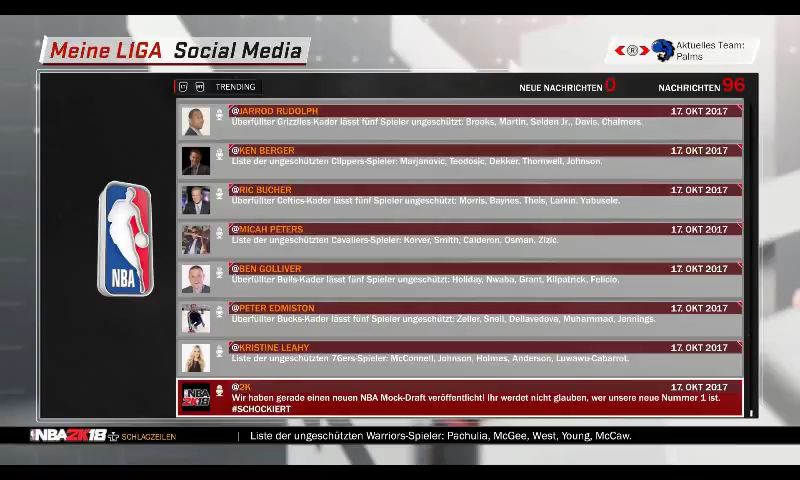 Meine LIGA Social Media
Aktuelles Team:
Palms
TRENDING
NEUE NACHRICHTEN 0
NACHRICHTEN 96
@JARROD RUDOLPH 17. OKT 2017
Überfüllter Grizzlies-Kader lässt fünf Spieler ungeschützt: Brooks, Martin, Selden Jr., Davis, Chalmers.
@KEN BERGER 17. OKT 2017
Liste der ungeschützten Clippers-Spieler: Marjanovic, Teodosic, Dekker, Thornwell, Johnson.
@RIC BUCHER 17. OKT 2017
Überfüllter Celtics-Kader lässt fünf Spieler ungeschützt: Morris, Baynes, Theis, Larkin, Yabusele.
@MICAH PETERS 17. OKT 2017
Liste der ungeschützten Cavaliers-Spieler: Korver, Smith, Calderon, Osman, Zizic.
@BEN GOLLIVER 17. OKT 2017
Überfüllter Bulls-Kader lässt fünf Spieler ungeschützt: Holiday, Nwaba, Grant, Kilpatrick, Felicio.
@PETER EDMISTON 17. OKT 2017
Überfüllter Bucks-Kader lässt fünf Spieler ungeschützt: Zeller, Snell, Dellavedova, Muhammad, Jennings.
@KRISTINE LEAHY 17. OKT 2017
Liste der ungeschützten 76ers-Spieler: McConnell, Johnson, Holmes, Anderson, Luwawu-Cabarrot.
@2K 17. OKT 2017
Wir haben gerade einen neuen NBA Mock-Draft veröffentlicht! Ihr werdet nicht glauben, wer unsere neue Nummer 1 ist.
#SCHOCKIERT
NBA
NBA 2K18
NBA2K18 SCHLAGZEILEN | Liste der ungeschützten Warriors-Spieler: Pachulia, McGee, West, Young, McCaw.